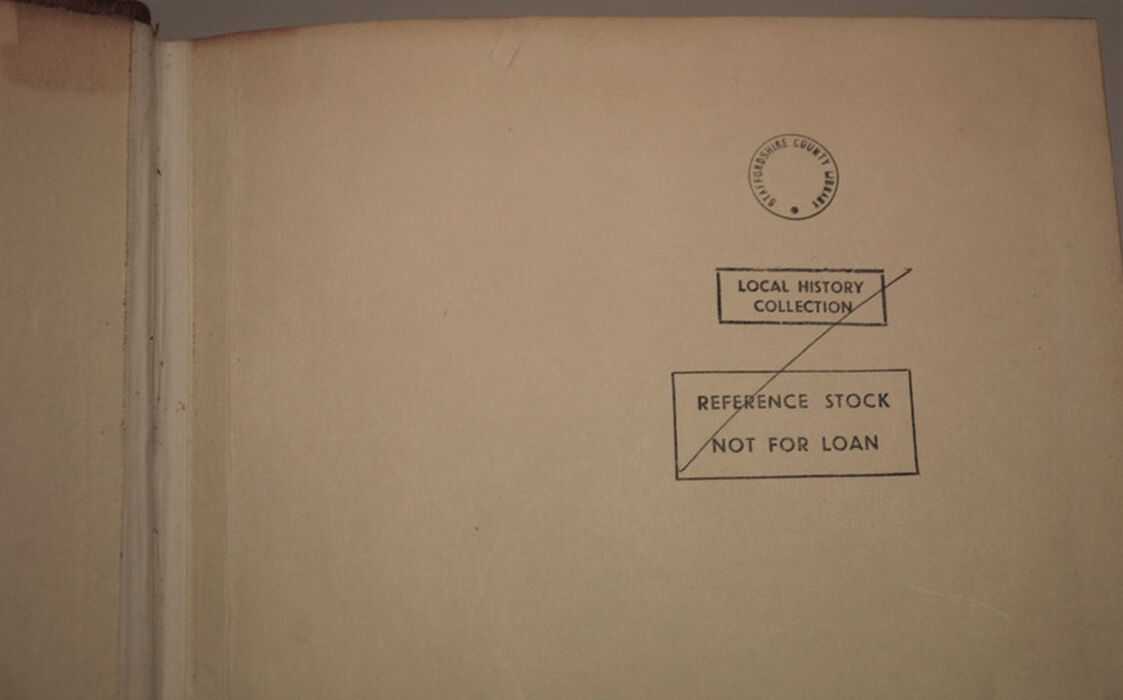 STAFFORDSHIRE COUNTY LIBRARY
LOCAL HISTORY
COLLECTION
REFERENCE STOCK
NOT FOR LOAN